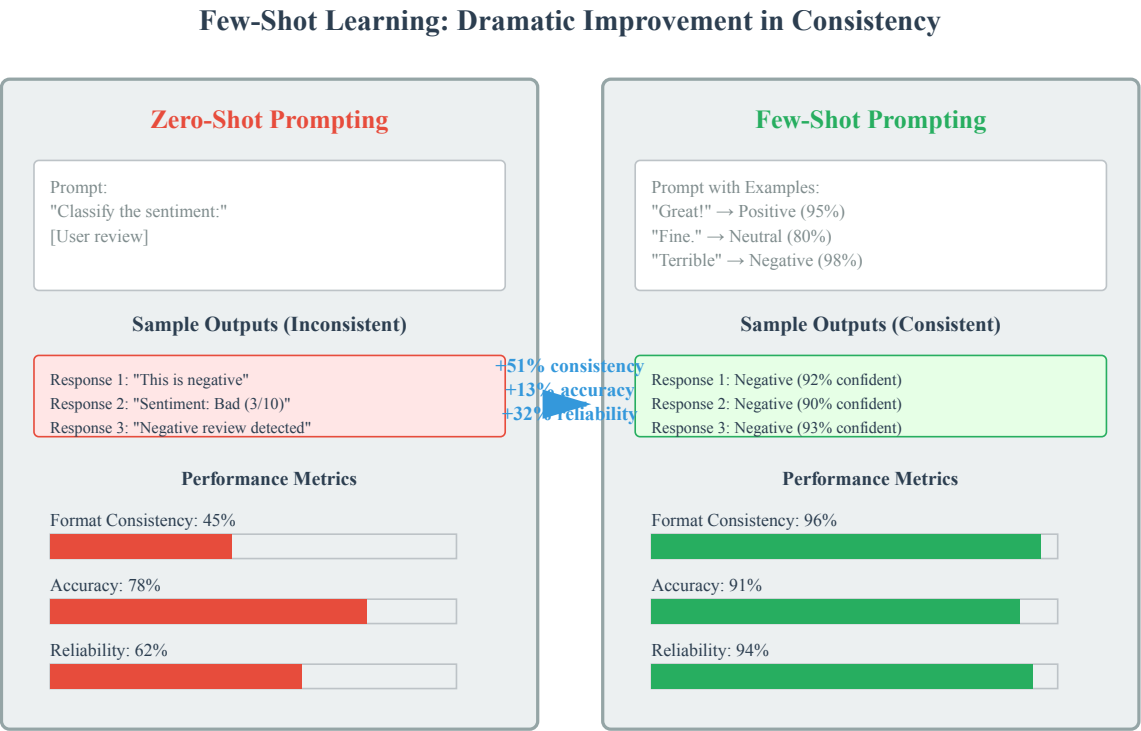 Few-Shot Learning: Dramatic Improvement in Consistency
Zero-Shot Prompting
Prompt:
"Classify the sentiment:"
[User review]
Sample Outputs (Inconsistent)
Response 1: "This is negative"
Response 2: "Sentiment: Bad (3/10)"
Response 3: "Negative review detected"
Performance Metrics
Format Consistency: 45%
Accuracy: 78%
Reliability: 62%
+51% consistency
+13% accuracy
+32% reliability
Few-Shot Prompting
Prompt with Examples:
"Great!" → Positive (95%)
"Fine." → Neutral (80%)
"Terrible" → Negative (98%)
Sample Outputs (Consistent)
Response 1: Negative (92% confident)
Response 2: Negative (90% confident)
Response 3: Negative (93% confident)
Performance Metrics
Format Consistency: 96%
Accuracy: 91%
Reliability: 94%